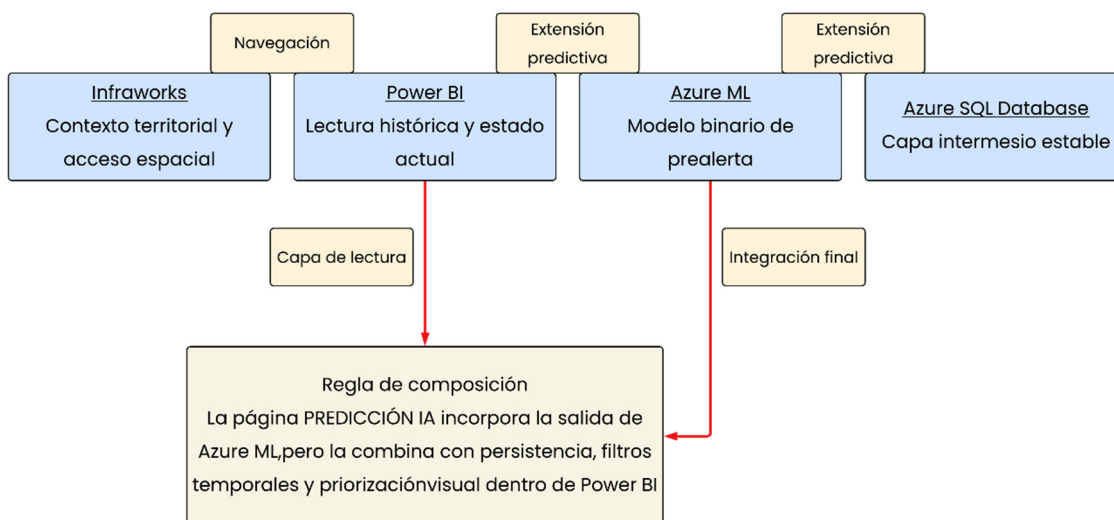 Navegación
Extensión
predictiva
Extensión
predictiva
Infraworks
Contexto territorial y
acceso espacial
Power BI
Lectura histórica y estado
actual
Azure ML
Modelo binario de
prealerta
Azure SQL Database
Capa intermesio estable
Capa de lectura
Integración final
Regla de composición
La página PREDICCIÓN IA incorpora la salida de
Azure ML,pero la combina con persistencia, filtros
temporales y priorizaciónvisual dentro de Power BI